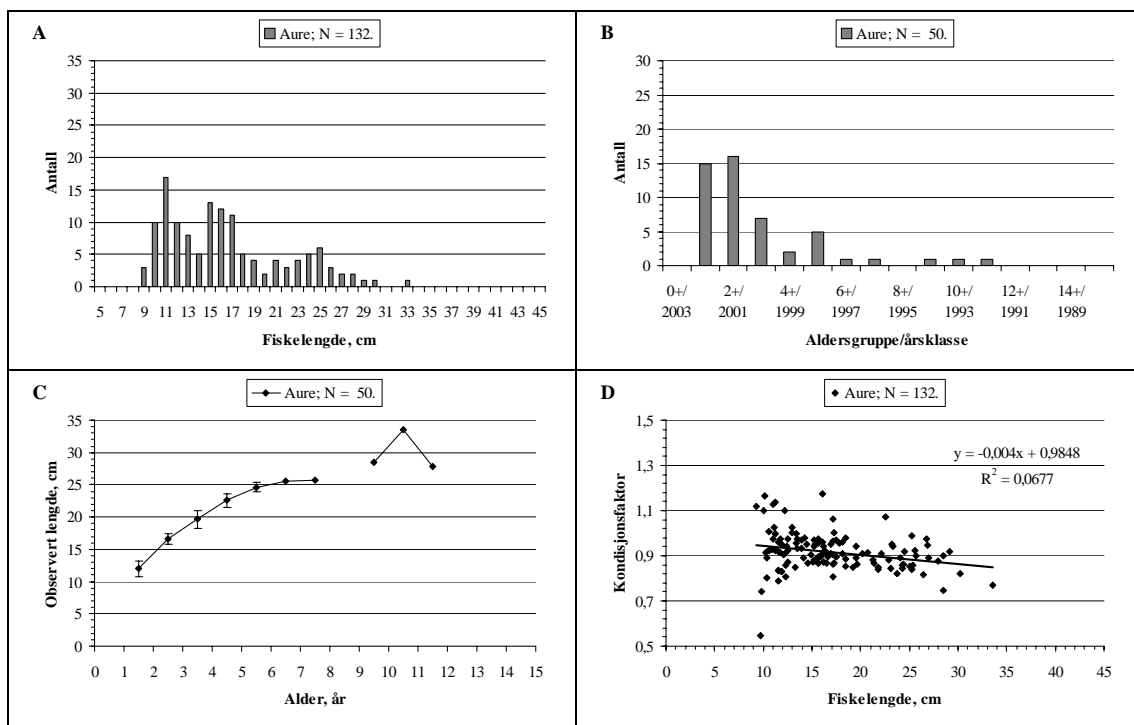 A
Aure; N = 132.
35
30
25
20
15
10
5
0
Antall
5 7 9 11 13 15 17 19 21 23 25 27 29 31 33 35 37 39 41 43 45
Fiskelengde, cm
B
Aure; N = 50.
30
25
20
15
10
5
0
Antall
0+/ 2+/ 4+/ 6+/ 8+/ 10+/ 12+/ 14+/
2003 2001 1999 1997 1995 1993 1991 1989
Aldersgruppe/årsklasse
C
Aure; N = 50.
35
30
25
20
15
10
5
0
Observert lengde, cm
0 1 2 3 4 5 6 7 8 9 10 11 12 13 14 15
Alder, år
D
Aure; N = 132.
1,5
1,3
1,1
0,9
0,7
0,5
Kondisjonsfaktor
y = -0,004x + 0,9848
R² = 0,0677
0 5 10 15 20 25 30 35 40 45
Fiskelengde, cm